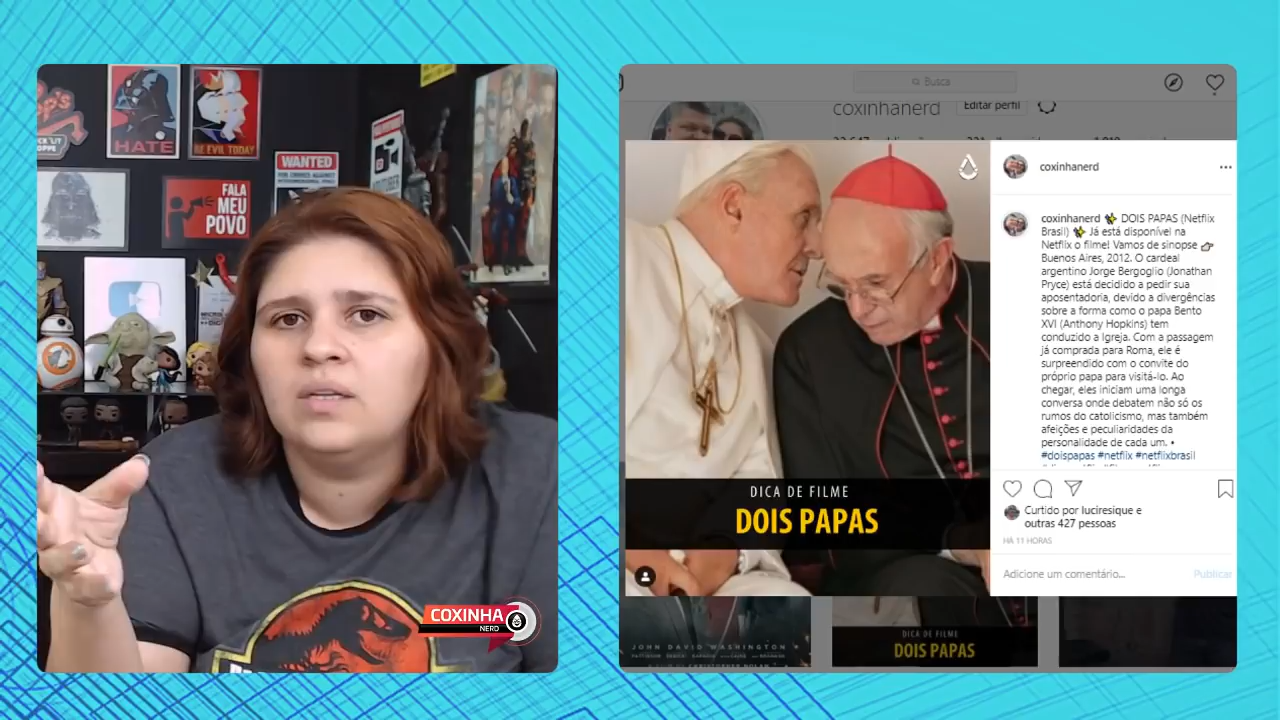 HATE
BE EVIL TODAY
WANTED
FALA
MEU
POVO
COXINHA
NERD
Busca
coxinhanerd
Editar perfil
coxinhanerd
coxinhanerd ✨ DOIS PAPAS (Netflix
Brasil) ✨ Já está disponível na
Netflix o filme! Vamos de sinopse 👉
Buenos Aires, 2012. O cardeal
argentino Jorge Bergoglio (Jonathan
Pryce) está decidido a pedir sua
aposentadoria, devido a divergências
sobre a forma como o papa Bento
XVI (Anthony Hopkins) tem
conduzido a Igreja. Com a passagem
já comprada para Roma, ele é
surpreendido com o convite do
próprio papa para visitá-lo. Ao
chegar, eles iniciam uma longa
conversa onde debatem não só os
rumos do catolicismo, mas também
afeições e peculiaridades da
personalidade de cada um. •
#doispapas #netflix #netflixbrasil
DICA DE FILME
DOIS PAPAS
Curtido por luciresique e
outras 427 pessoas
HÁ 11 HORAS
Adicione um comentário...
Publicar
JOHN DAVID WASHINGTON
DICA DE FILME
DOIS PAPAS